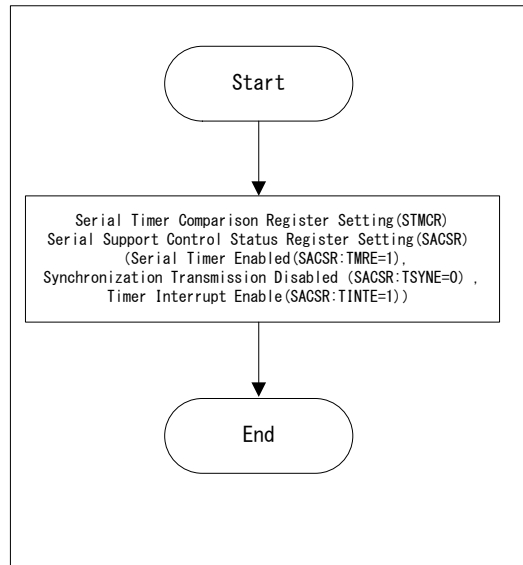 Start
Serial Timer Comparison Register Setting(STMCR)
Serial Support Control Status Register Setting(SACSR)
(Serial Timer Enabled(SACSR:TMRE=1),
Synchronization Transmission Disabled (SACSR:TSYNE=0) ,
Timer Interrupt Enable(SACSR:TINTE=1))
End